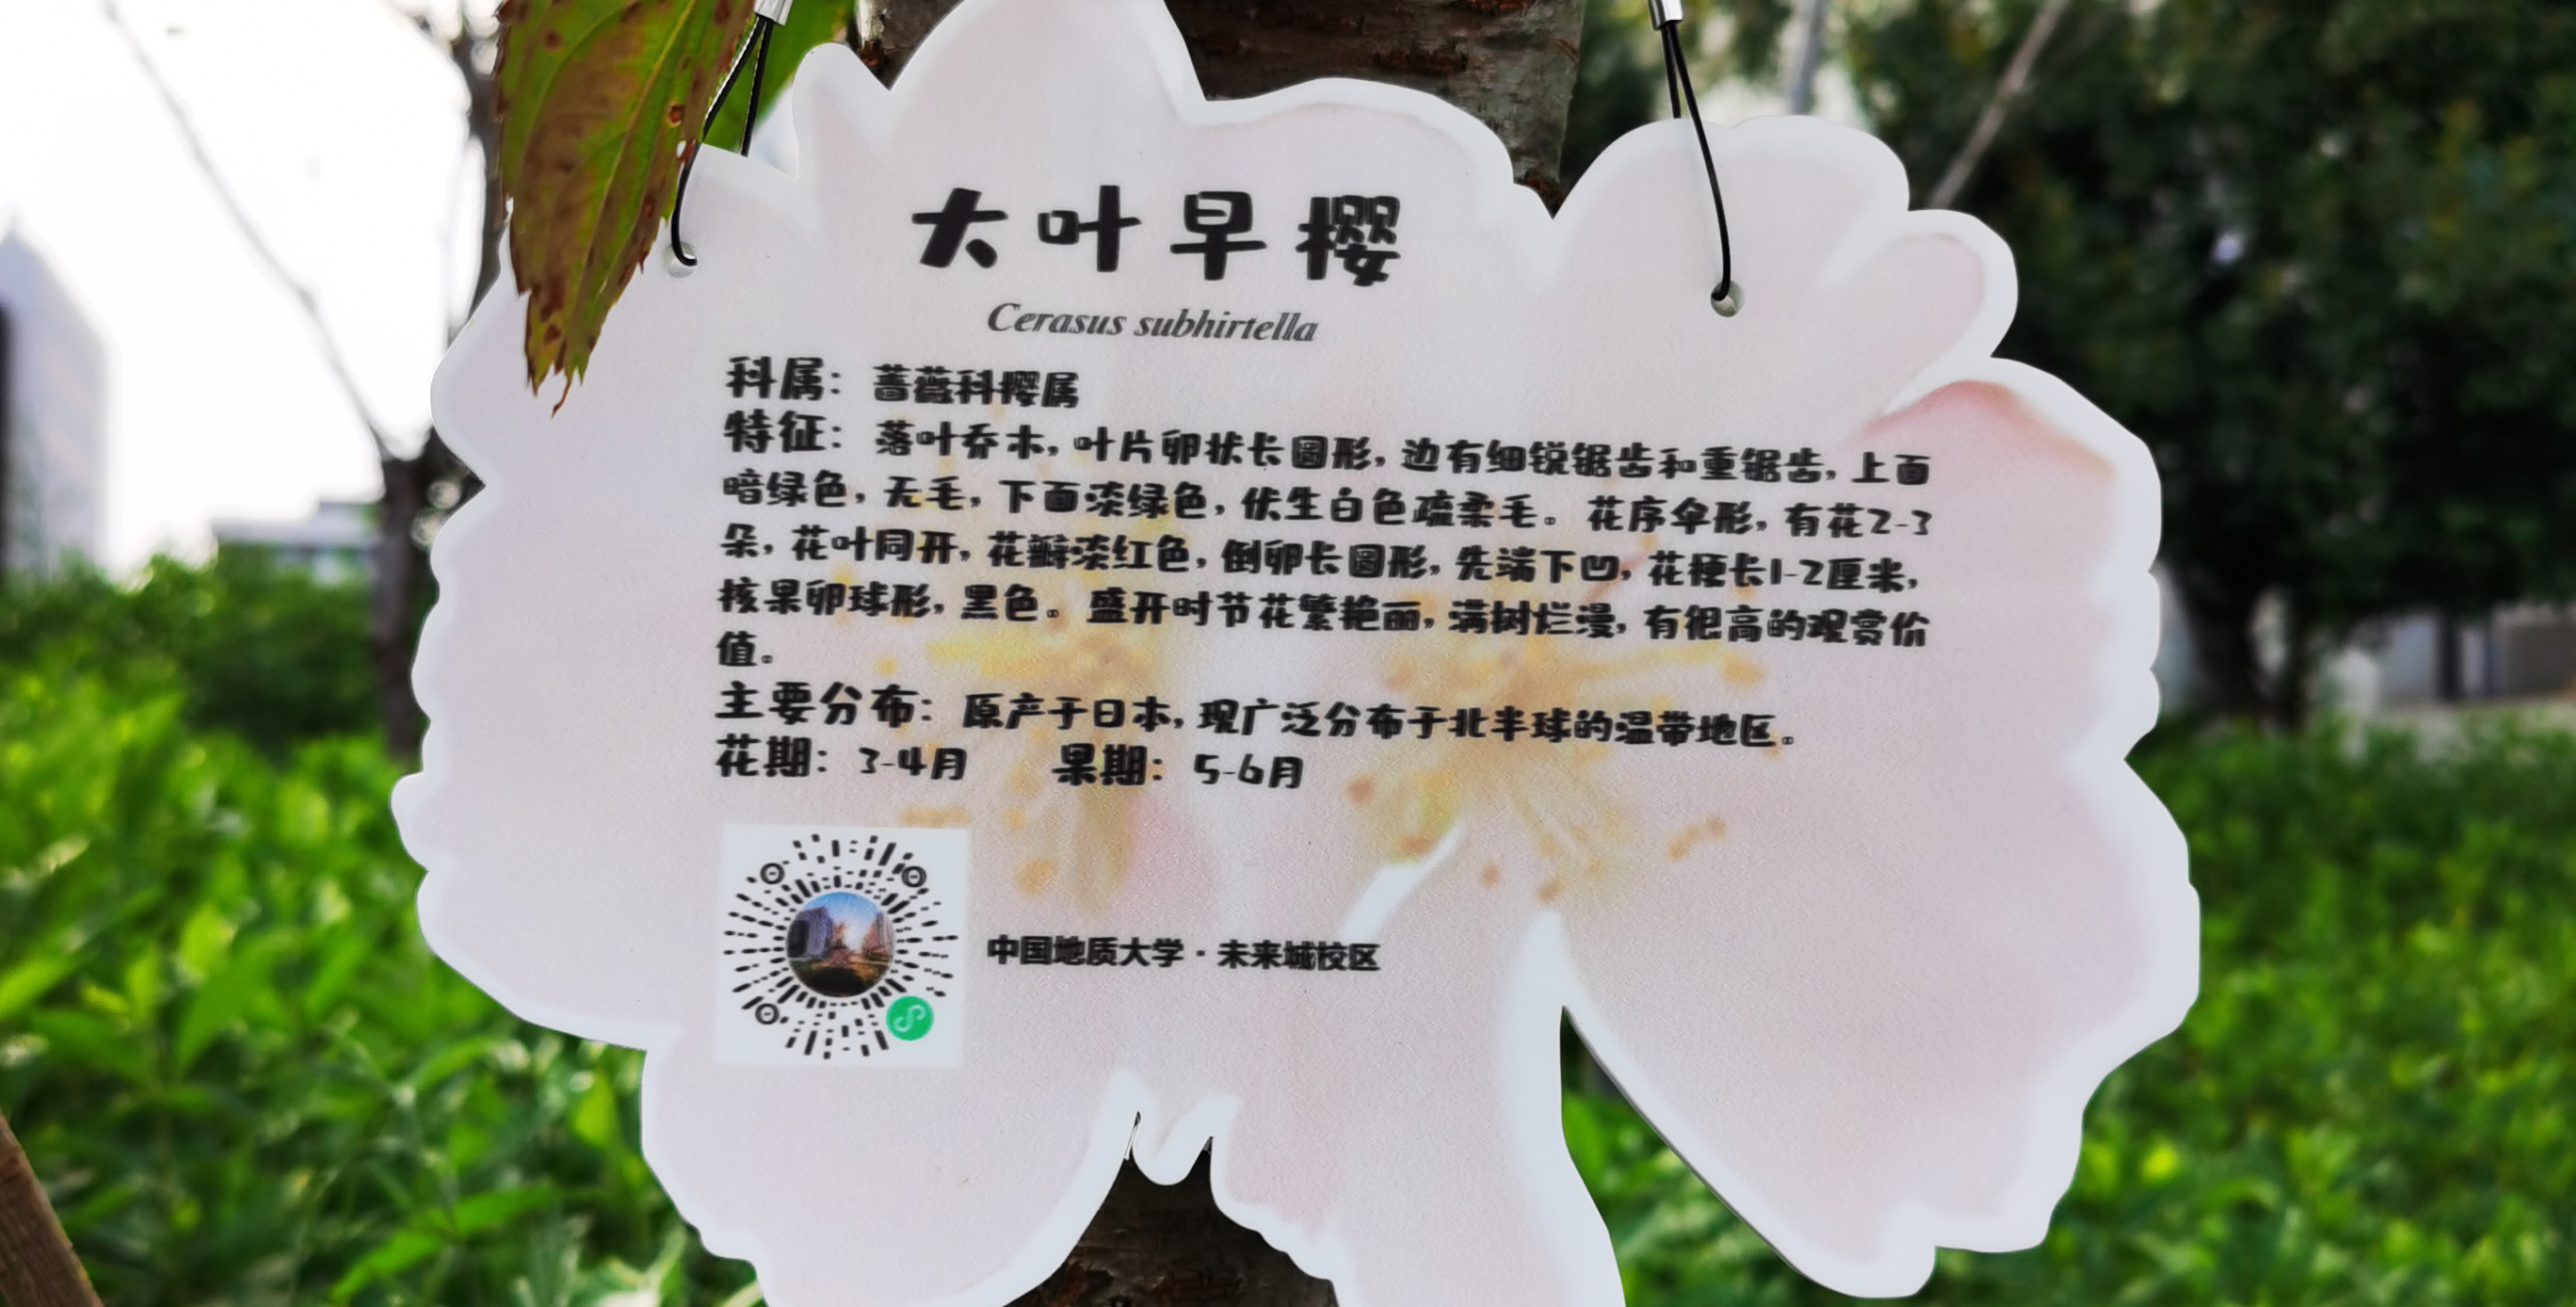 大叶早樱
Cerasus subhirtella
科属：蔷薇科樱属
特征：落叶乔木，叶片卵状长圆形，边有细锐锯齿和重锯齿，上面
暗绿色，无毛，下面淡绿色，伏生白色疏柔毛。花序伞形，有花2-3
朵，花叶同开，花瓣淡红色，倒卵长圆形，先端下凹，花梗长1-2厘米，
核果卵球形，黑色。盛开时节花繁艳丽，满树烂漫，有很高的观赏价
值。
主要分布：原产于日本，现广泛分布于北半球的温带地区。
花期：3-4月 果期：5-6月
中国地质大学·未来城校区